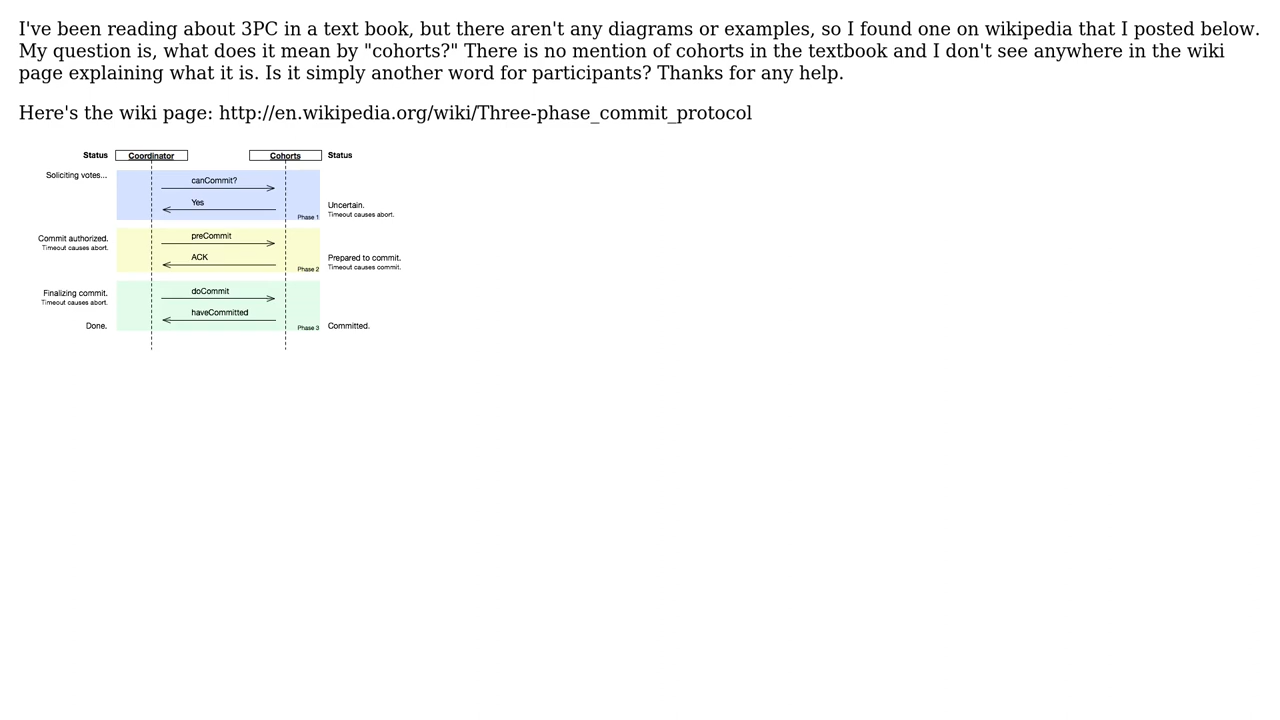 I've been reading about 3PC in a text book, but there aren't any diagrams or examples, so I found one on wikipedia that I posted below.
My question is, what does it mean by "cohorts?" There is no mention of cohorts in the textbook and I don't see anywhere in the wiki
page explaining what it is. Is it simply another word for participants? Thanks for any help.
Here's the wiki page: http://en.wikipedia.org/wiki/Three-phase_commit_protocol
Status Coordinator Cohorts Status
Soliciting votes...
canCommit?
Yes
Uncertain.
Timeout causes abort.
Phase 1
Commit authorized.
Timeout causes abort.
preCommit
ACK
Prepared to commit.
Timeout causes commit.
Phase 2
Finalizing commit.
Timeout causes abort.
doCommit
haveCommitted
Phase 3
Done.
Committed.